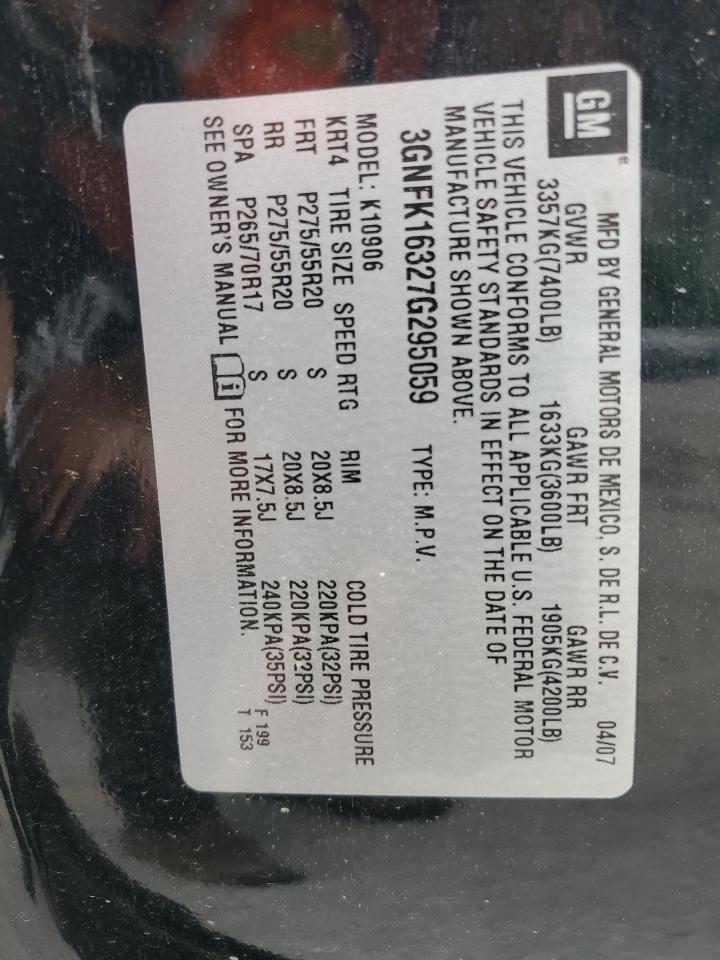 GM
®
MFD BY GENERAL MOTORS DE MEXICO, S. DE R.L. DE C.V. 04/07
GVWR GAWR FRT GAWR RR
3357KG(7400LB) 1633KG(3600LB) 1905KG(4200LB)
THIS VEHICLE CONFORMS TO ALL APPLICABLE U.S. FEDERAL MOTOR
VEHICLE SAFETY STANDARDS IN EFFECT ON THE DATE OF
MANUFACTURE SHOWN ABOVE.
3GNFK16327G295059 TYPE: M.P.V.
MODEL: K10906
KRT4 TIRE SIZE SPEED RTG RIM COLD TIRE PRESSURE
FRT P275/55R20 S 20X8.5J 220KPA(32PSI)
RR P275/55R20 S 20X8.5J 220KPA(32PSI)
SPA P265/70R17 S 17X7.5J 240KPA(35PSI)
SEE OWNER'S MANUAL i FOR MORE INFORMATION.
F 199
T 153